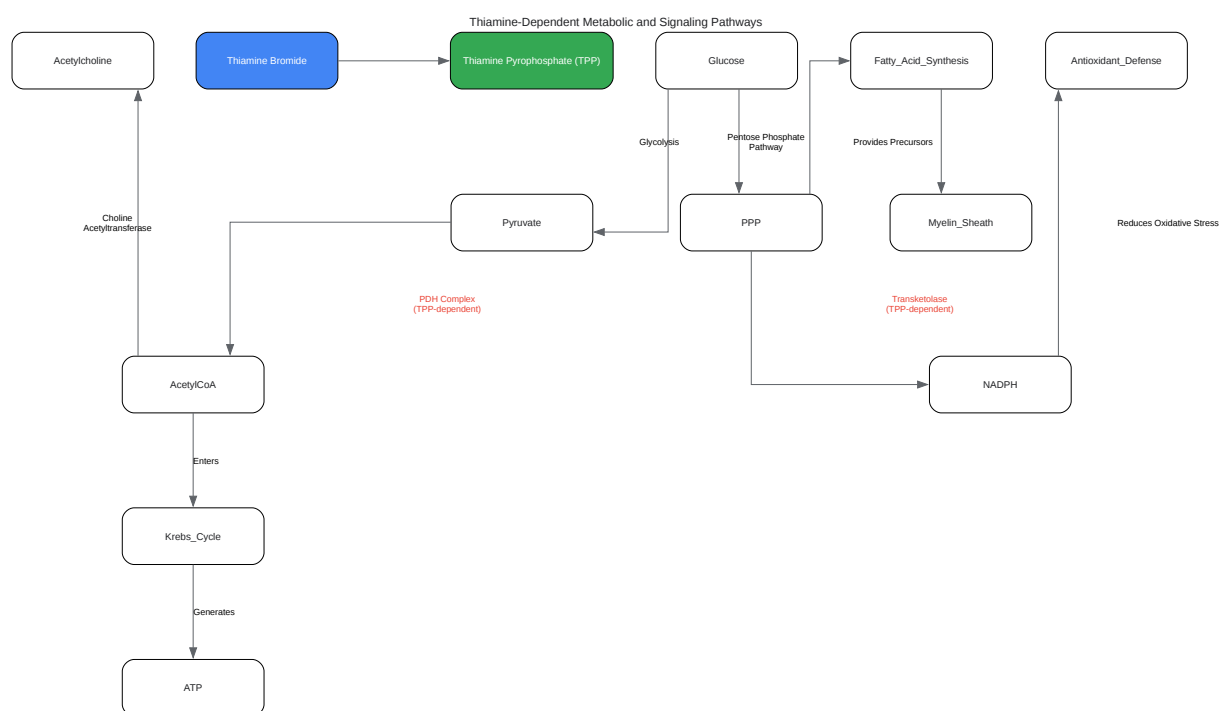 Thiamine-Dependent Metabolic and Signaling Pathways
Acetylcholine
Thiamine Bromide
Thiamine Pyrophosphate (TPP)
Glucose
Fatty_Acid_Synthesis
Antioxidant_Defense
Glycolysis
Pentose Phosphate
Pathway
Provides Precursors
Choline
Acetyltransferase
Pyruvate
PPP
Myelin_Sheath
Reduces Oxidative Stress
PDH Complex
(TPP-dependent)
Transketolase
(TPP-dependent)
AcetylCoA
NADPH
Enters
Krebs_Cycle
Generates
ATP